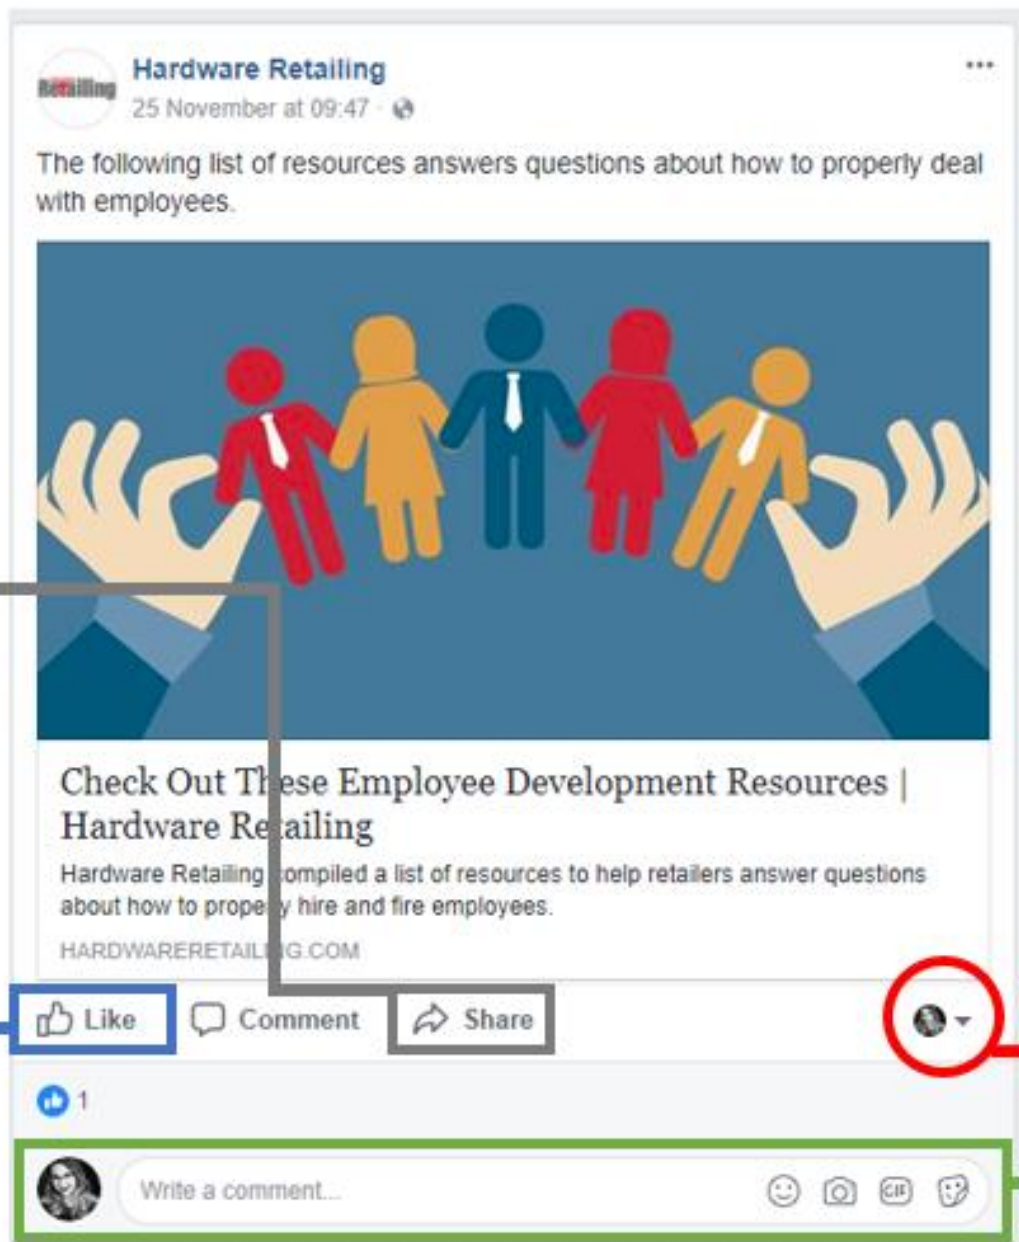 Retailing
Hardware Retailing
25 November at 09:47
The following list of resources answers questions about how to properly deal
with employees.
Check Out These Employee Development Resources |
Hardware Retailing
Hardware Retailing compiled a list of resources to help retailers answer questions
about how to properly hire and fire employees.
HARDWARERETAILING.COM
Like Comment Share
1
Write a comment...
GIF